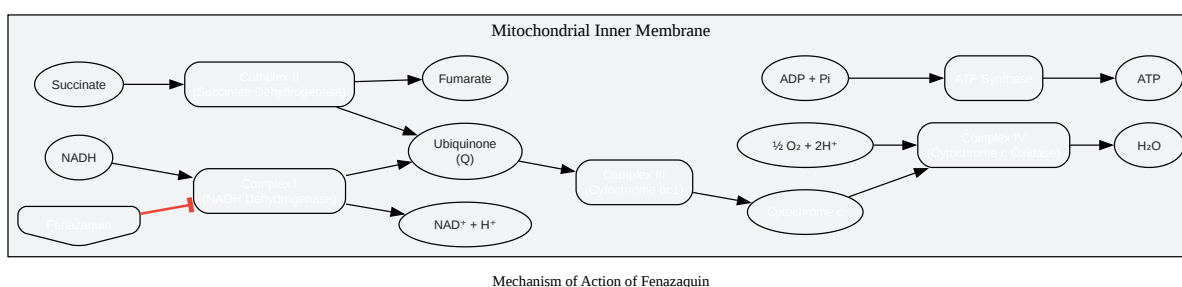 Mitochondrial Inner Membrane
Succinate
Complex II
(Succinate Dehydrogenase)
Fumarate
ADP + Pi
ATP Synthase
ATP
NADH
Ubiquinone
(Q)
½ O₂ + 2H⁺
Complex IV
(Cytochrome c Oxidase)
H₂O
Complex I
(NADH Dehydrogenase)
Complex III
(Cytochrome bc1)
Fenazaquin
NAD⁺ + H⁺
Cytochrome c
Mechanism of Action of Fenazaquin